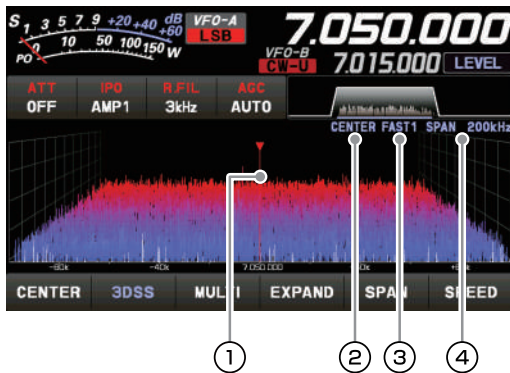 S 1 3 5 7 9 +20 +40 +60 dB
PO 0 10 50 100 150 W
VFO-A
LSB
7.050.000
VFO-B
CW-U
7.015.000
LEVEL
ATT IPO R.FIL AGC
OFF AMP1 3kHz AUTO
CENTER FAST1 SPAN 200kHz
-80k -40k 7.050.000
CENTER 3DSS MULTI EXPAND SPAN SPEED
1 2 3 4